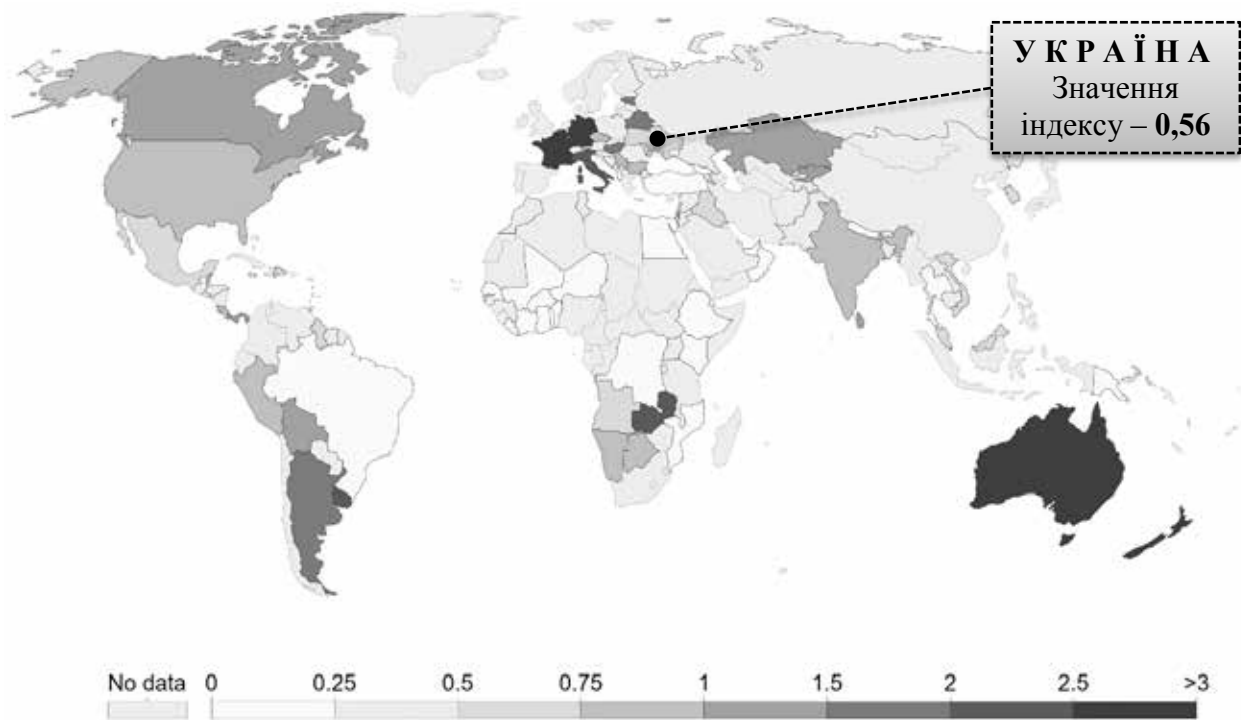 У К Р А Ї Н А
Значення
індексу – 0,56
No data 0 0.25 0.5 0.75 1 1.5 2 2.5 >3